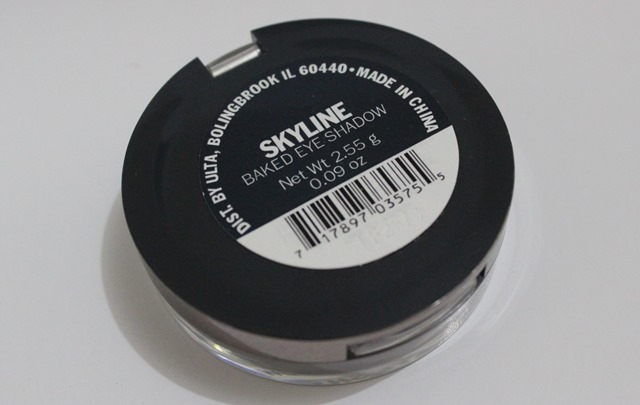 DIST. BY ULTA, BOLINGBROOK IL 60440 • MADE IN CHINA
SKYLINE
BAKED EYE SHADOW
Net Wt 2.55 g
0.09 oz
7 17897 03575 5